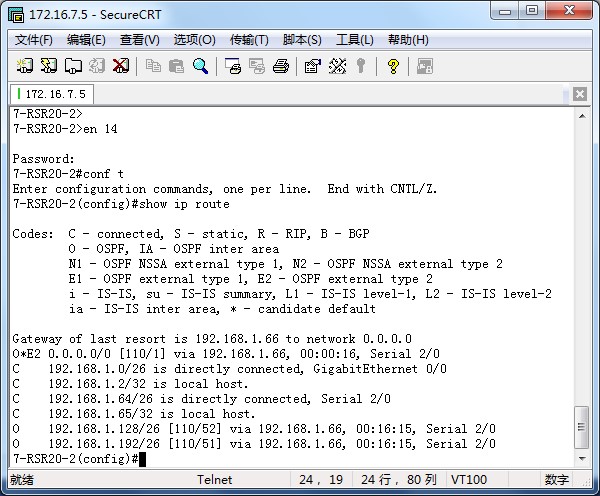 172.16.7.5 - SecureCRT
文件(F) 编辑(E) 查看(V) 选项(O) 传输(T) 脚本(S) 工具(L) 帮助(H)
172.16.7.5
7-RSR20-2>
7-RSR20-2>en 14
Password:
7-RSR20-2#conf t
Enter configuration commands, one per line.  End with CNTL/Z.
7-RSR20-2(config)#show ip route
Codes:  C - connected, S - static, R - RIP, B - BGP
O - OSPF, IA - OSPF inter area
N1 - OSPF NSSA external type 1, N2 - OSPF NSSA external type 2
E1 - OSPF external type 1, E2 - OSPF external type 2
i - IS-IS, su - IS-IS summary, L1 - IS-IS level-1, L2 - IS-IS level-2
ia - IS-IS inter area, * - candidate default
Gateway of last resort is 192.168.1.66 to network 0.0.0.0
O*E2 0.0.0.0/0 [110/1] via 192.168.1.66, 00:00:16, Serial 2/0
C    192.168.1.0/26 is directly connected, GigabitEthernet 0/0
C    192.168.1.2/32 is local host.
C    192.168.1.64/26 is directly connected, Serial 2/0
C    192.168.1.65/32 is local host.
O    192.168.1.128/26 [110/52] via 192.168.1.66, 00:16:15, Serial 2/0
O    192.168.1.192/26 [110/51] via 192.168.1.66, 00:16:15, Serial 2/0
7-RSR20-2(config)#
就绪 Telnet 24, 19 24 行, 80 列 VT100 数字